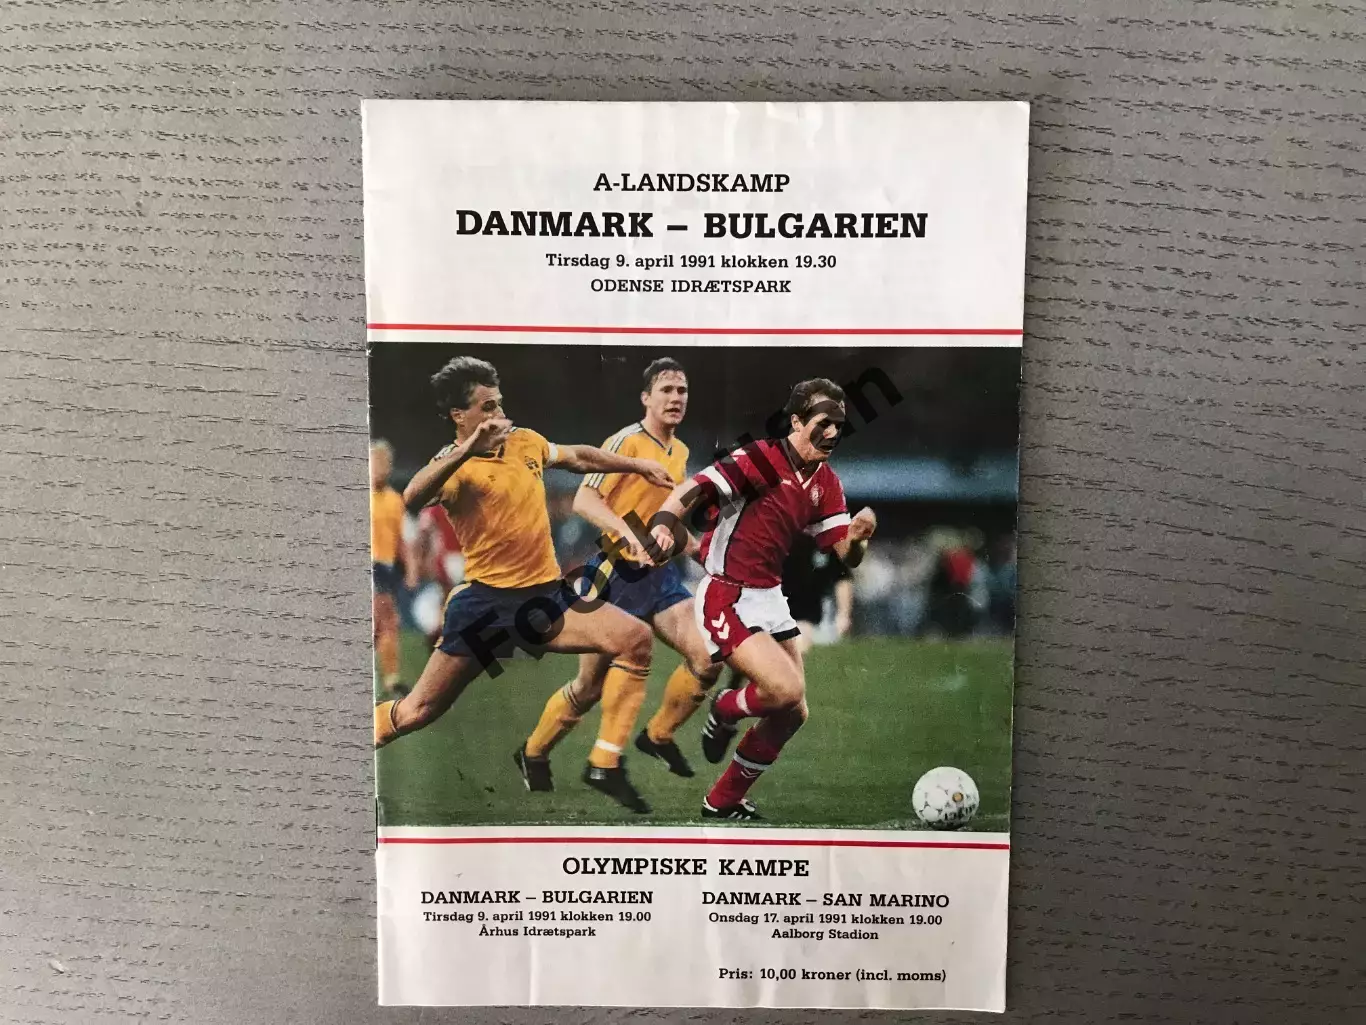 A-LANDSKAMP
DANMARK – BULGARIEN
Tirsdag 9. april 1991 klokken 19.30
ODENSE IDRÆTSPARK
Footballfan
OLYMPISKE KAMPE
DANMARK – BULGARIEN
Tirsdag 9. april 1991 klokken 19.00
Århus Idrætspark
DANMARK – SAN MARINO
Onsdag 17. april 1991 klokken 19.00
Aalborg Stadion
Pris: 10,00 kroner (incl. moms)